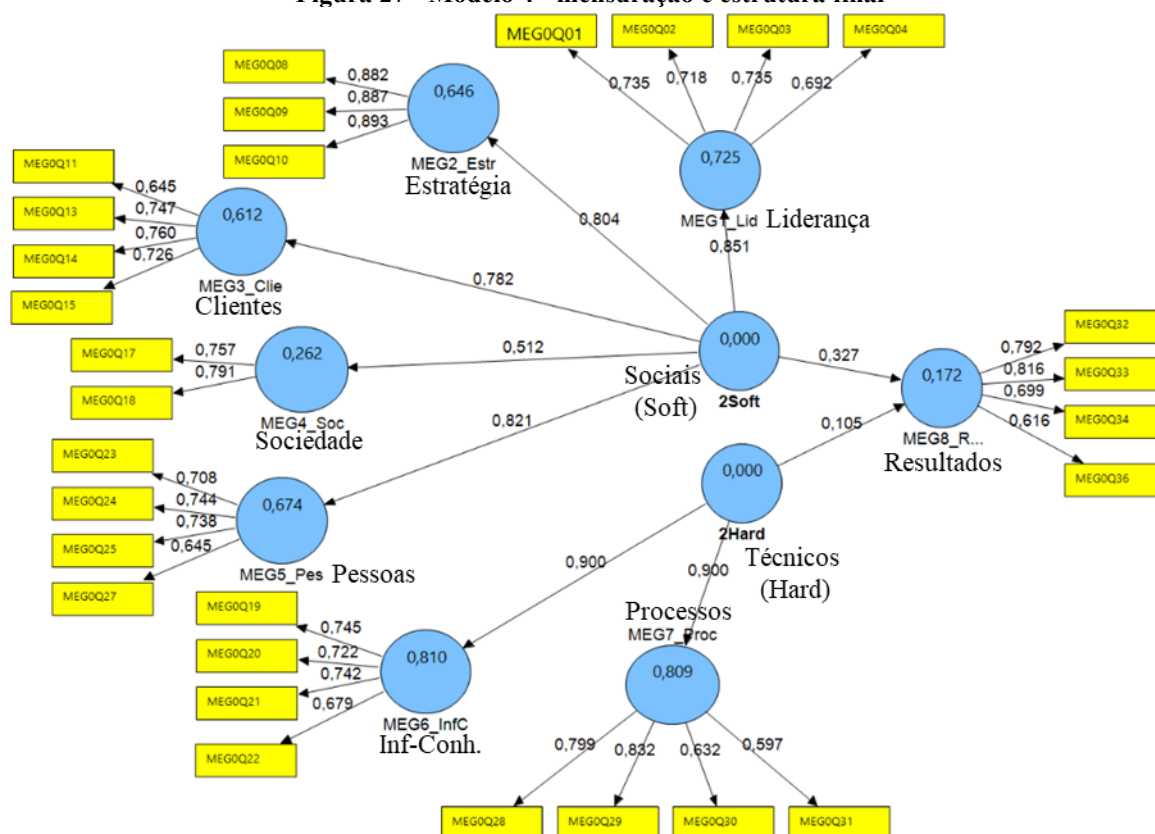 Figura 27 - Modelo 4 - mensuração e estrutura final
MEG0Q01
MEG0Q02
MEG0Q03
MEG0Q04
0,735
0,718
0,735
0,692
0,725
MEG1_Lid
Liderança
0,851
MEG0Q08
MEG0Q09
MEG0Q10
0,882
0,887
0,893
0,646
MEG2_Estr
Estratégia
0,804
MEG0Q11
MEG0Q13
MEG0Q14
MEG0Q15
0,645
0,747
0,760
0,726
0,612
MEG3_Clie
Clientes
0,782
MEG0Q17
MEG0Q18
0,757
0,791
0,262
MEG4_Soc
Sociedade
0,512
0,000
Sociais
(Soft)
2Soft
0,327
MEG0Q32
MEG0Q33
MEG0Q34
MEG0Q36
0,792
0,816
0,699
0,616
0,172
MEG8_R...
Resultados
0,105
MEG0Q23
MEG0Q24
MEG0Q25
MEG0Q27
0,708
0,744
0,738
0,645
0,674
MEG5_Pes
Pessoas
0,821
0,000
2Hard
Técnicos
(Hard)
0,900
0,900
MEG0Q19
MEG0Q20
MEG0Q21
MEG0Q22
0,745
0,722
0,742
0,679
0,810
MEG6_InfC
Inf-Conh.
Processos
MEG7_Proc
0,809
0,799
0,832
0,632
0,597
MEG0Q28
MEG0Q29
MEG0Q30
MEG0Q31